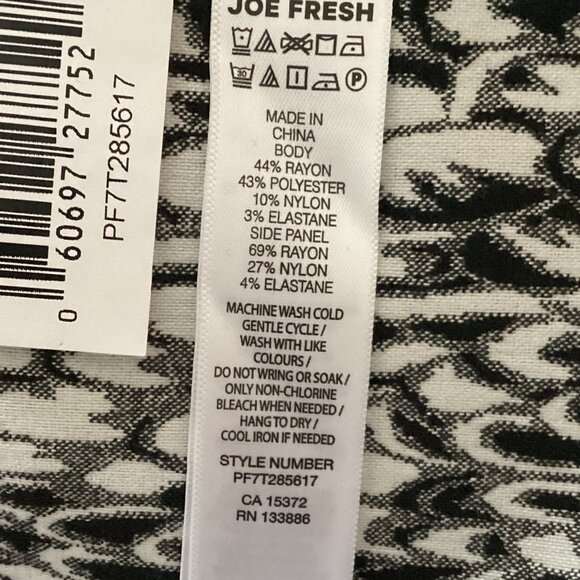 JOE FRESH
30
P
MADE IN
CHINA
BODY
44% RAYON
43% POLYESTER
10% NYLON
3% ELASTANE
SIDE PANEL
69% RAYON
27% NYLON
4% ELASTANE
MACHINE WASH COLD
GENTLE CYCLE /
WASH WITH LIKE
COLOURS /
DO NOT WRING OR SOAK /
ONLY NON-CHLORINE
BLEACH WHEN NEEDED /
HANG TO DRY /
COOL IRON IF NEEDED
STYLE NUMBER
PF7T285617
CA 15372
RN 133886
0 60697 27752
PF7T285617